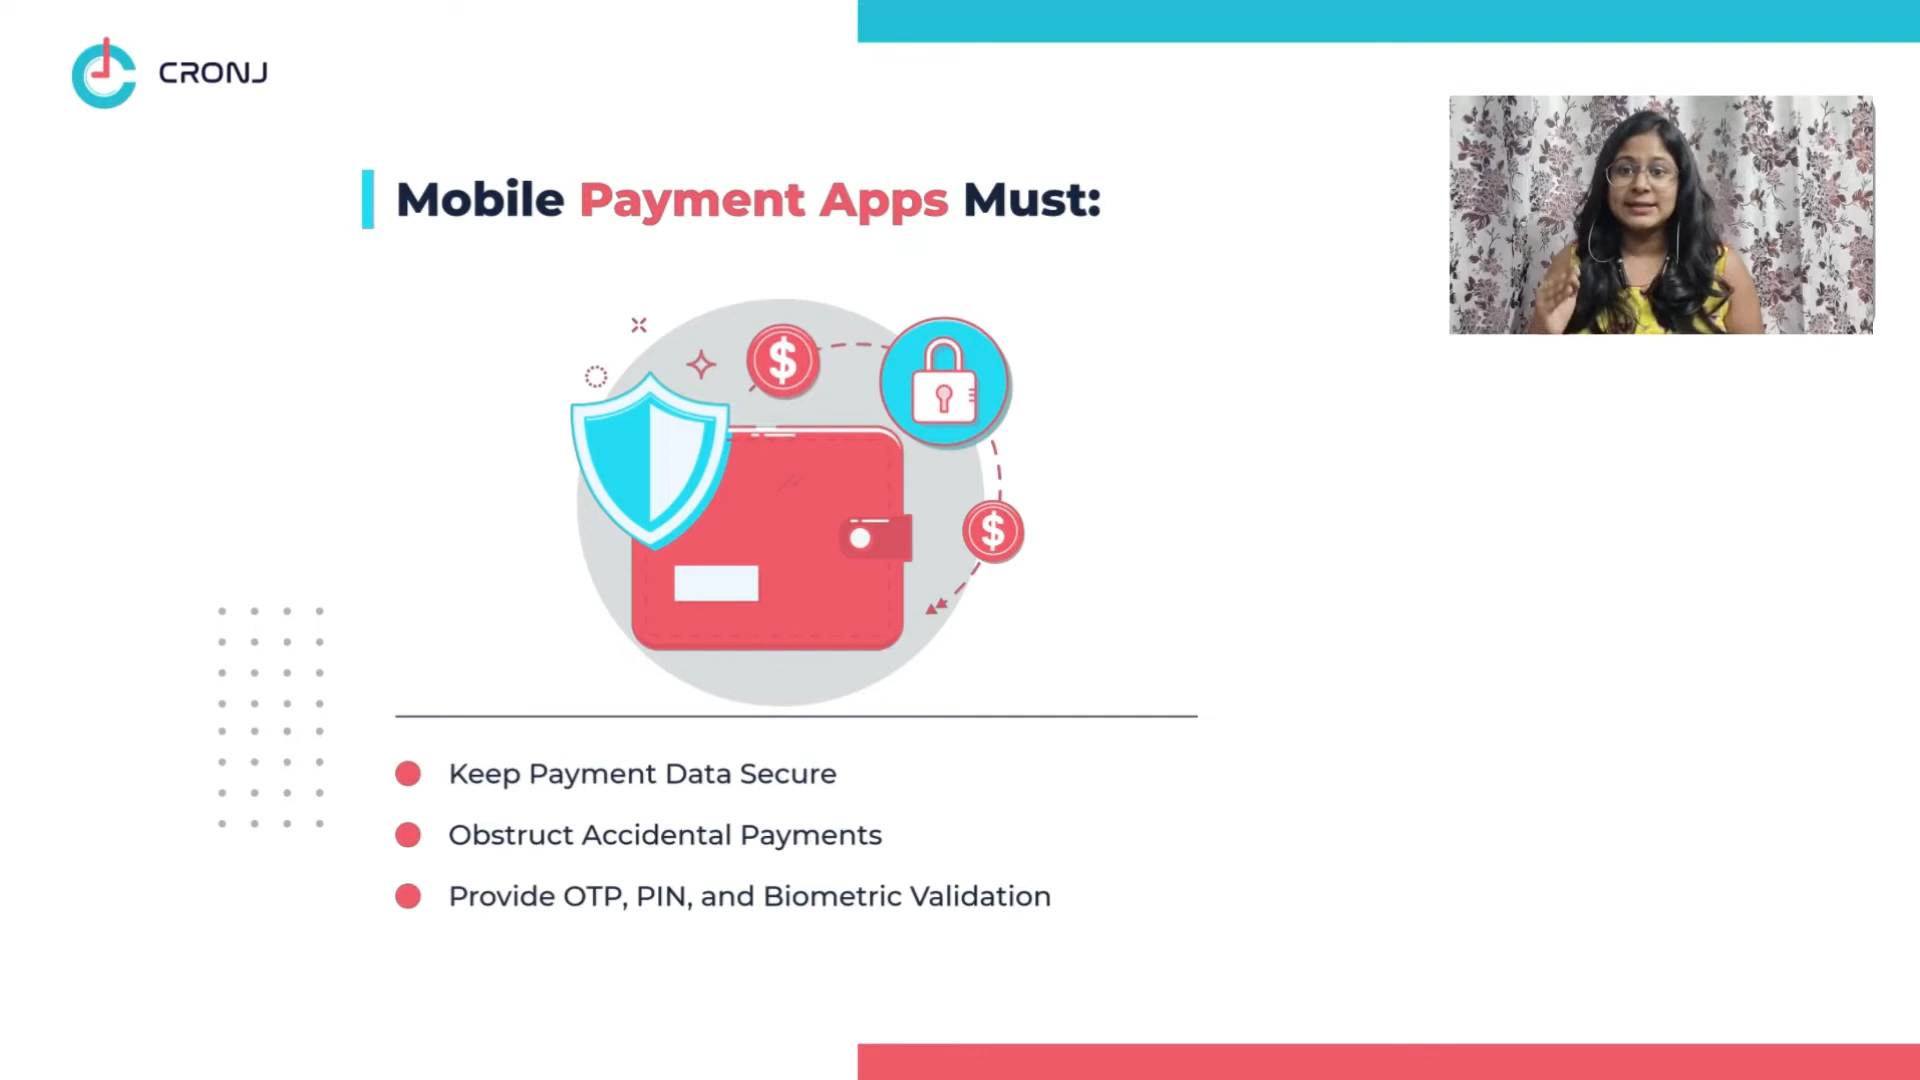 CRONJ
Mobile Payment Apps Must:
$
$
Keep Payment Data Secure
Obstruct Accidental Payments
Provide OTP, PIN, and Biometric Validation